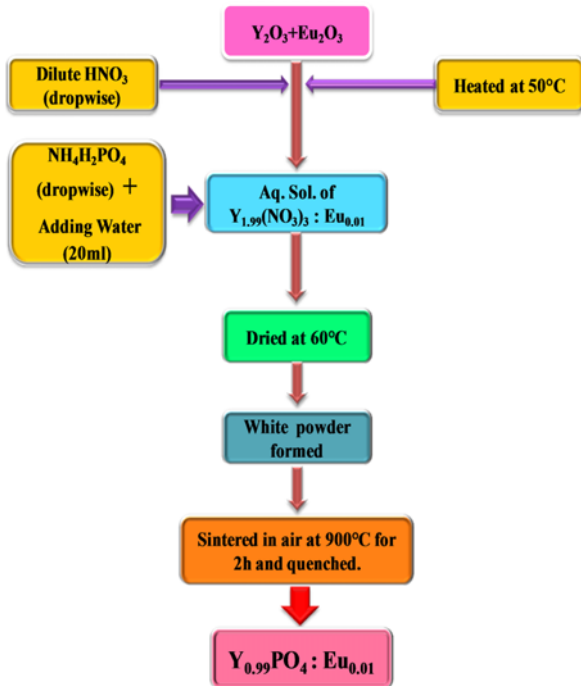 Y₂O₃+Eu₂O₃
Dilute HNO₃
(dropwise)
Heated at 50°C
NH₄H₂PO₄
(dropwise) +
Adding Water
(20ml)
Aq. Sol. of
Y₁.₉₉(NO₃)₃ : Eu₀.₀₁
Dried at 60°C
White powder
formed
Sintered in air at 900°C for
2h and quenched.
Y₀.₉₉PO₄ : Eu₀.₀₁